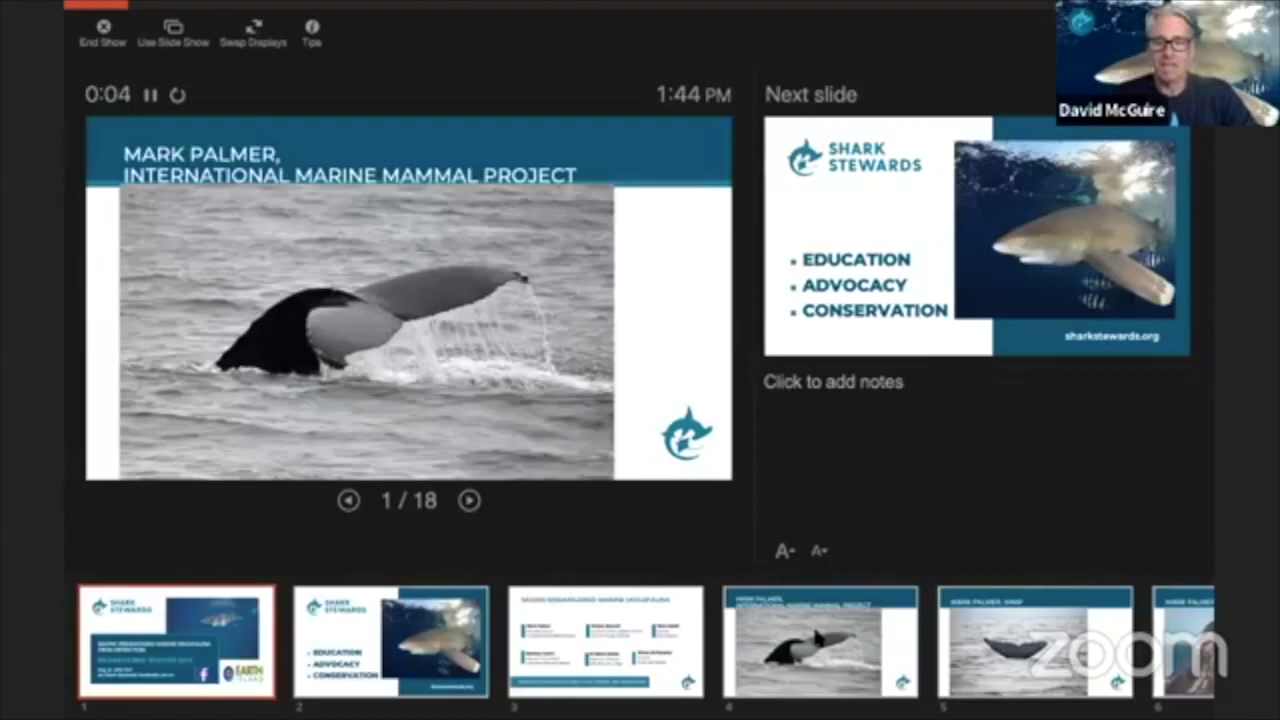 End Show
Use Slide Show
Swap Displays
Tips
0:04
1:44 PM
Next slide
David McGuire
MARK PALMER,
INTERNATIONAL MARINE MAMMAL PROJECT
SHARK
STEWARDS
• EDUCATION
• ADVOCACY
• CONSERVATION
sharkstewards.org
Click to add notes
1 / 18
A A
SHARK
STEWARDS
EARTH
1
SHARK
STEWARDS
• EDUCATION
• ADVOCACY
• CONSERVATION
2
3
MARK PALMER,
INTERNATIONAL MARINE MAMMAL PROJECT
4
MARK PALMER, IMMP
5
MARK PALMER
6
zoom